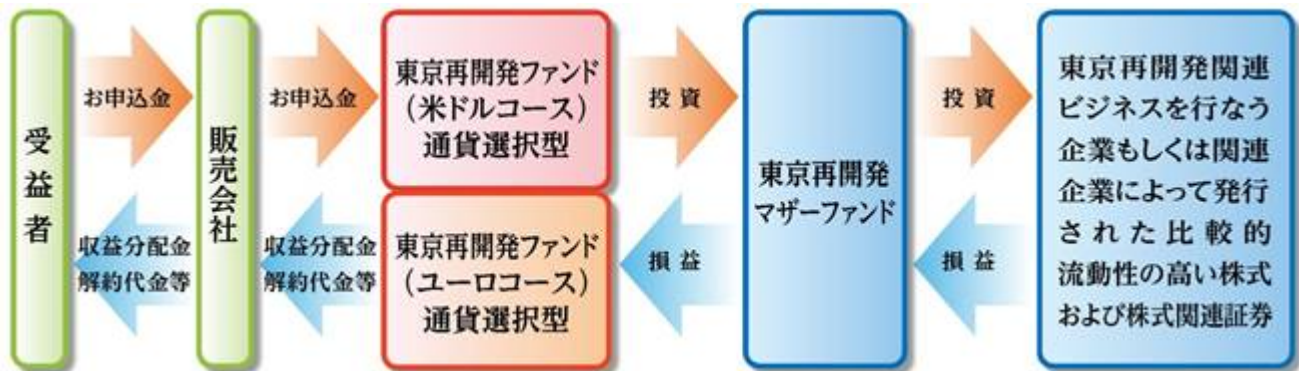 受益者
お申込金
収益分配金
解約代金等
販売会社
お申込金
収益分配金
解約代金等
東京再開発ファンド
(米ドルコース)
通貨選択型
東京再開発ファンド
(ユーロコース)
通貨選択型
投資
損益
東京再開発
マザーファンド
投資
損益
東京再開発関連
ビジネスを行なう
企業もしくは関連
企業によって発行
された比較的
流動性の高い株式
および株式関連証券